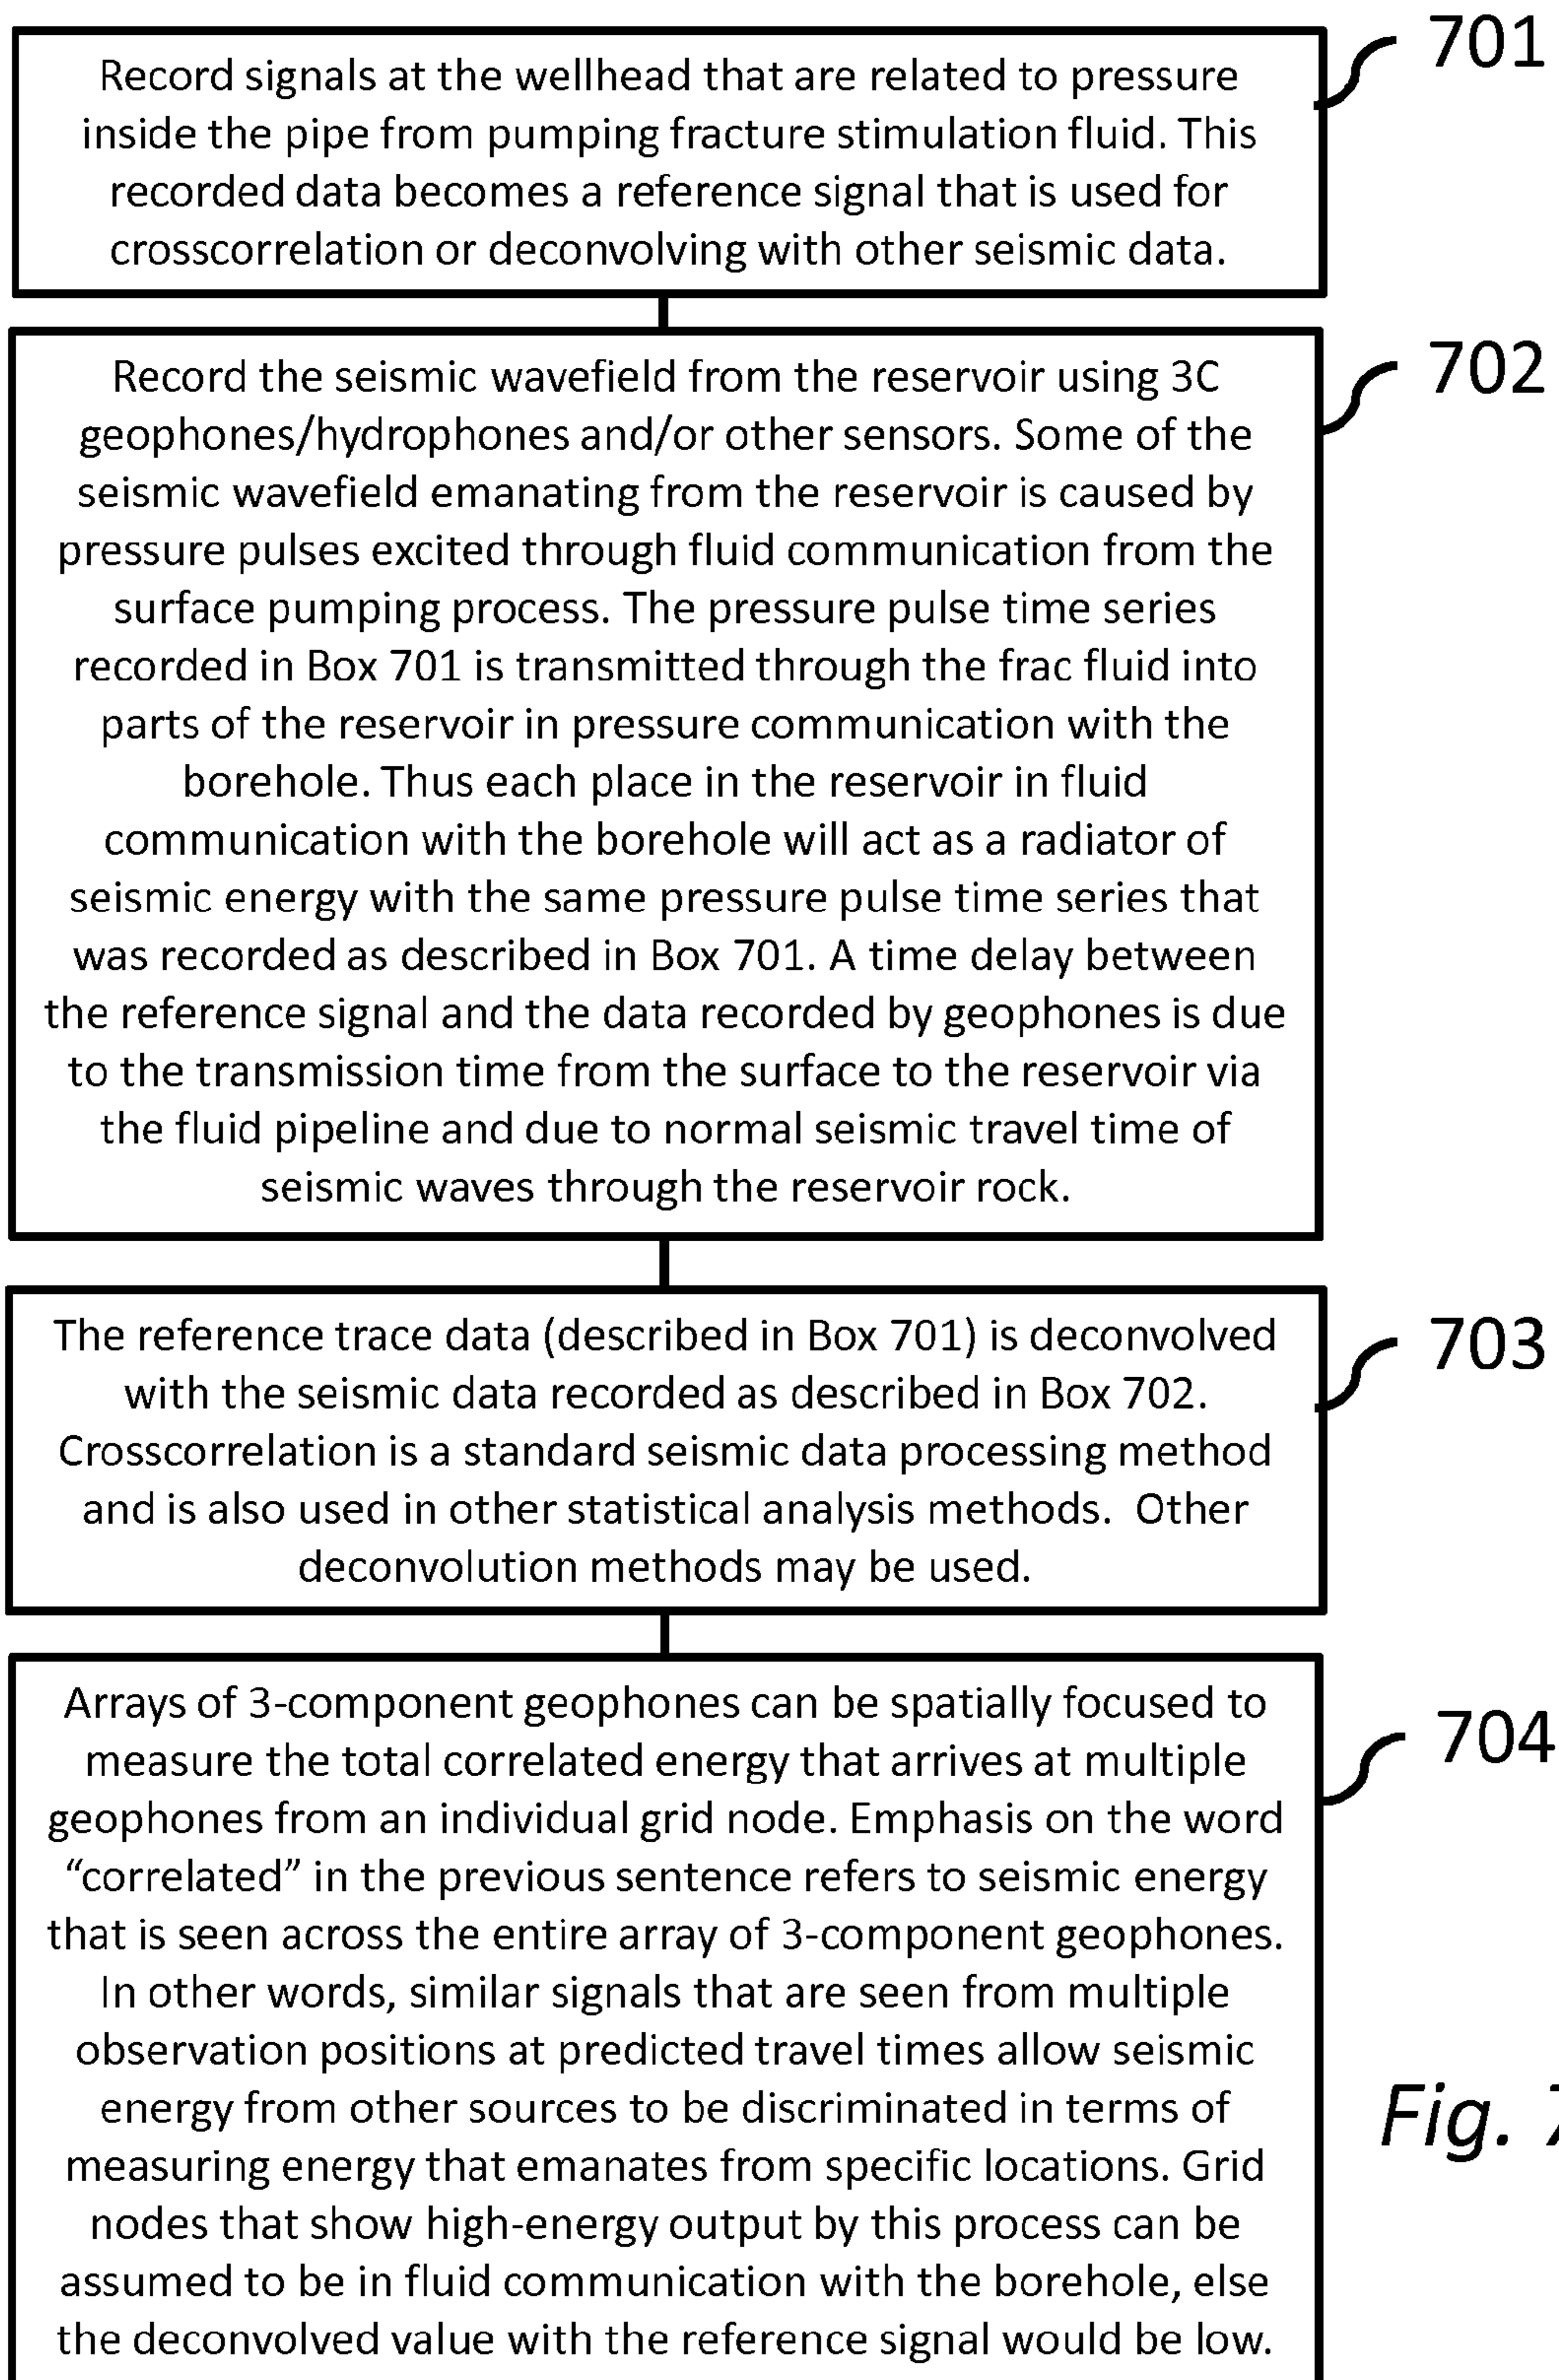 701
Record signals at the wellhead that are related to pressure
inside the pipe from pumping fracture stimulation fluid. This
recorded data becomes a reference signal that is used for
crosscorrelation or deconvolving with other seismic data.
702
Record the seismic wavefield from the reservoir using 3C
geophones/hydrophones and/or other sensors. Some of the
seismic wavefield emanating from the reservoir is caused by
pressure pulses excited through fluid communication from the
surface pumping process. The pressure pulse time series
recorded in Box 701 is transmitted through the frac fluid into
parts of the reservoir in pressure communication with the
borehole. Thus each place in the reservoir in fluid
communication with the borehole will act as a radiator of
seismic energy with the same pressure pulse time series that
was recorded as described in Box 701. A time delay between
the reference signal and the data recorded by geophones is due
to the transmission time from the surface to the reservoir via
the fluid pipeline and due to normal seismic travel time of
seismic waves through the reservoir rock.
703
The reference trace data (described in Box 701) is deconvolved
with the seismic data recorded as described in Box 702.
Crosscorrelation is a standard seismic data processing method
and is also used in other statistical analysis methods.  Other
deconvolution methods may be used.
704
Arrays of 3-component geophones can be spatially focused to
measure the total correlated energy that arrives at multiple
geophones from an individual grid node. Emphasis on the word
“correlated” in the previous sentence refers to seismic energy
that is seen across the entire array of 3-component geophones.
In other words, similar signals that are seen from multiple
observation positions at predicted travel times allow seismic
energy from other sources to be discriminated in terms of
measuring energy that emanates from specific locations. Grid
nodes that show high-energy output by this process can be
assumed to be in fluid communication with the borehole, else
the deconvolved value with the reference signal would be low.
Fig. 7